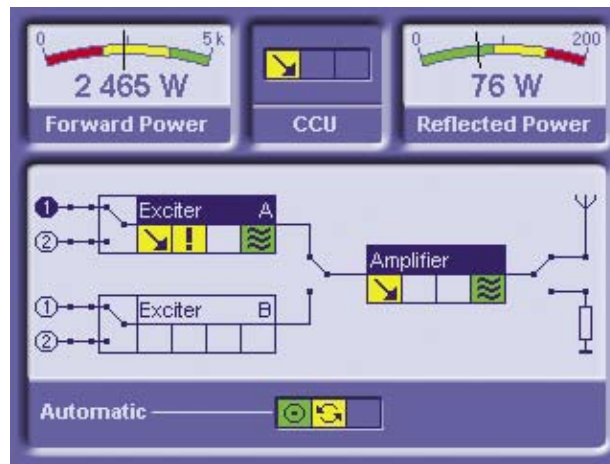 0 5 k
2 465 W
Forward Power
CCU
0 200
76 W
Reflected Power
1 Exciter A
!
2
Amplifier
1 Exciter B
2
Automatic